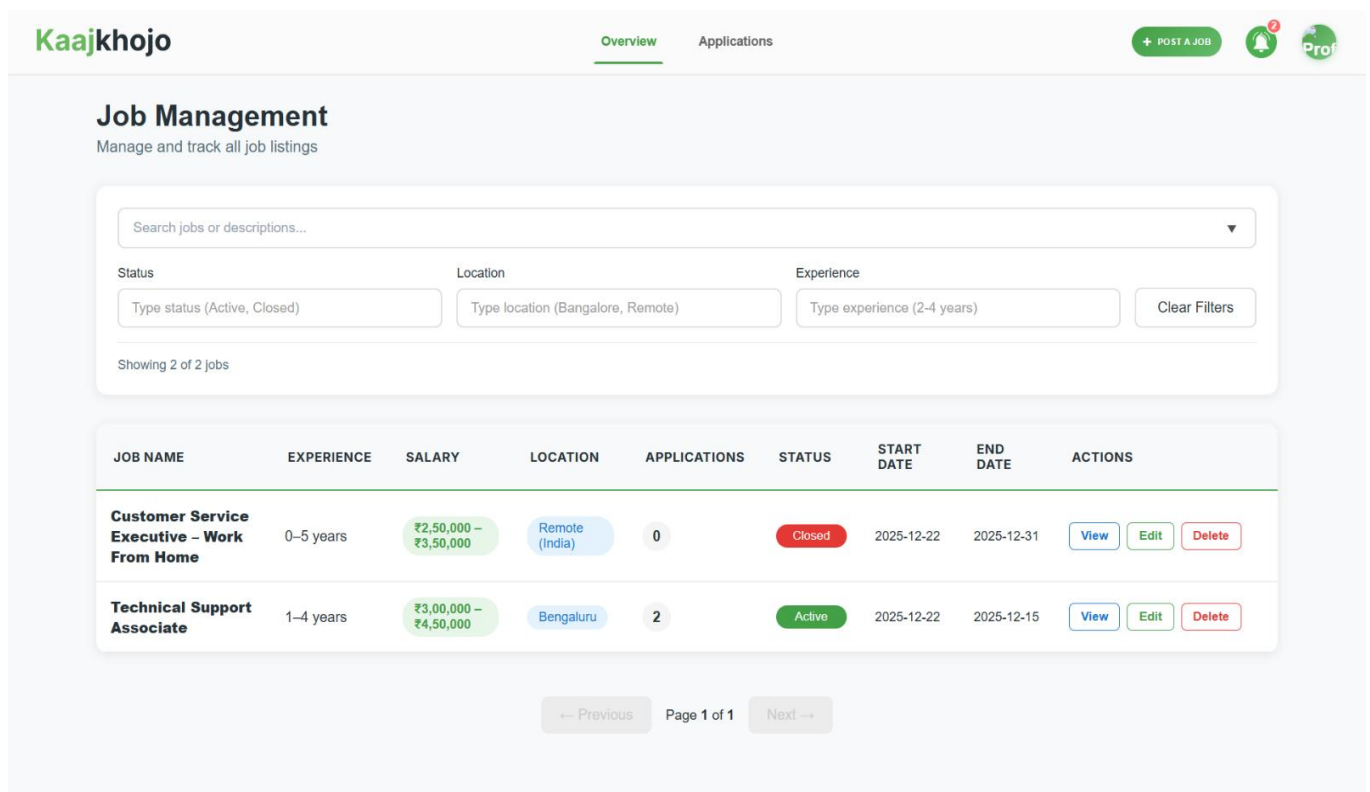 Kaajkhojo
Overview Applications
+ POST A JOB
2
Prof
Job Management
Manage and track all job listings
Search jobs or descriptions... ▼
Status Location Experience
Type status (Active, Closed) Type location (Bangalore, Remote) Type experience (2-4 years) Clear Filters
Showing 2 of 2 jobs
JOB NAME EXPERIENCE SALARY LOCATION APPLICATIONS STATUS START DATE END DATE ACTIONS
Customer Service
Executive – Work
From Home
0–5 years
₹2,50,000 –
₹3,50,000
Remote
(India)
0
Closed
2025-12-22
2025-12-31
View Edit Delete
Technical Support
Associate
1–4 years
₹3,00,000 –
₹4,50,000
Bengaluru
2
Active
2025-12-22
2025-12-15
View Edit Delete
← Previous Page 1 of 1 Next →